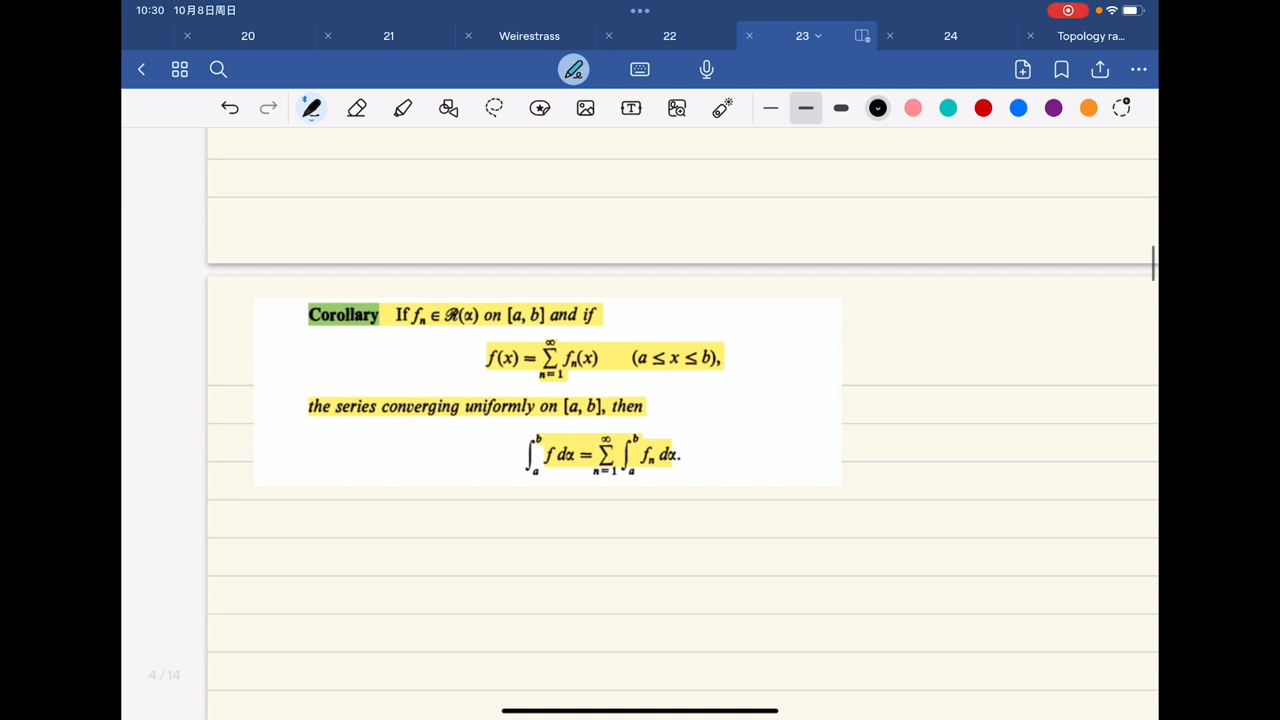 10:30 10月8日周日
20 21 Weirestrass 22 23 24 Topology ra...
Corollary If fₙ ∈ ℛ(α) on [a, b] and if
f(x) = ∑_{n=1}^{∞} fₙ(x) (a ≤ x ≤ b),
the series converging uniformly on [a, b], then
∫_a^b f dα = ∑_{n=1}^{∞} ∫_a^b fₙ dα.
4 / 14